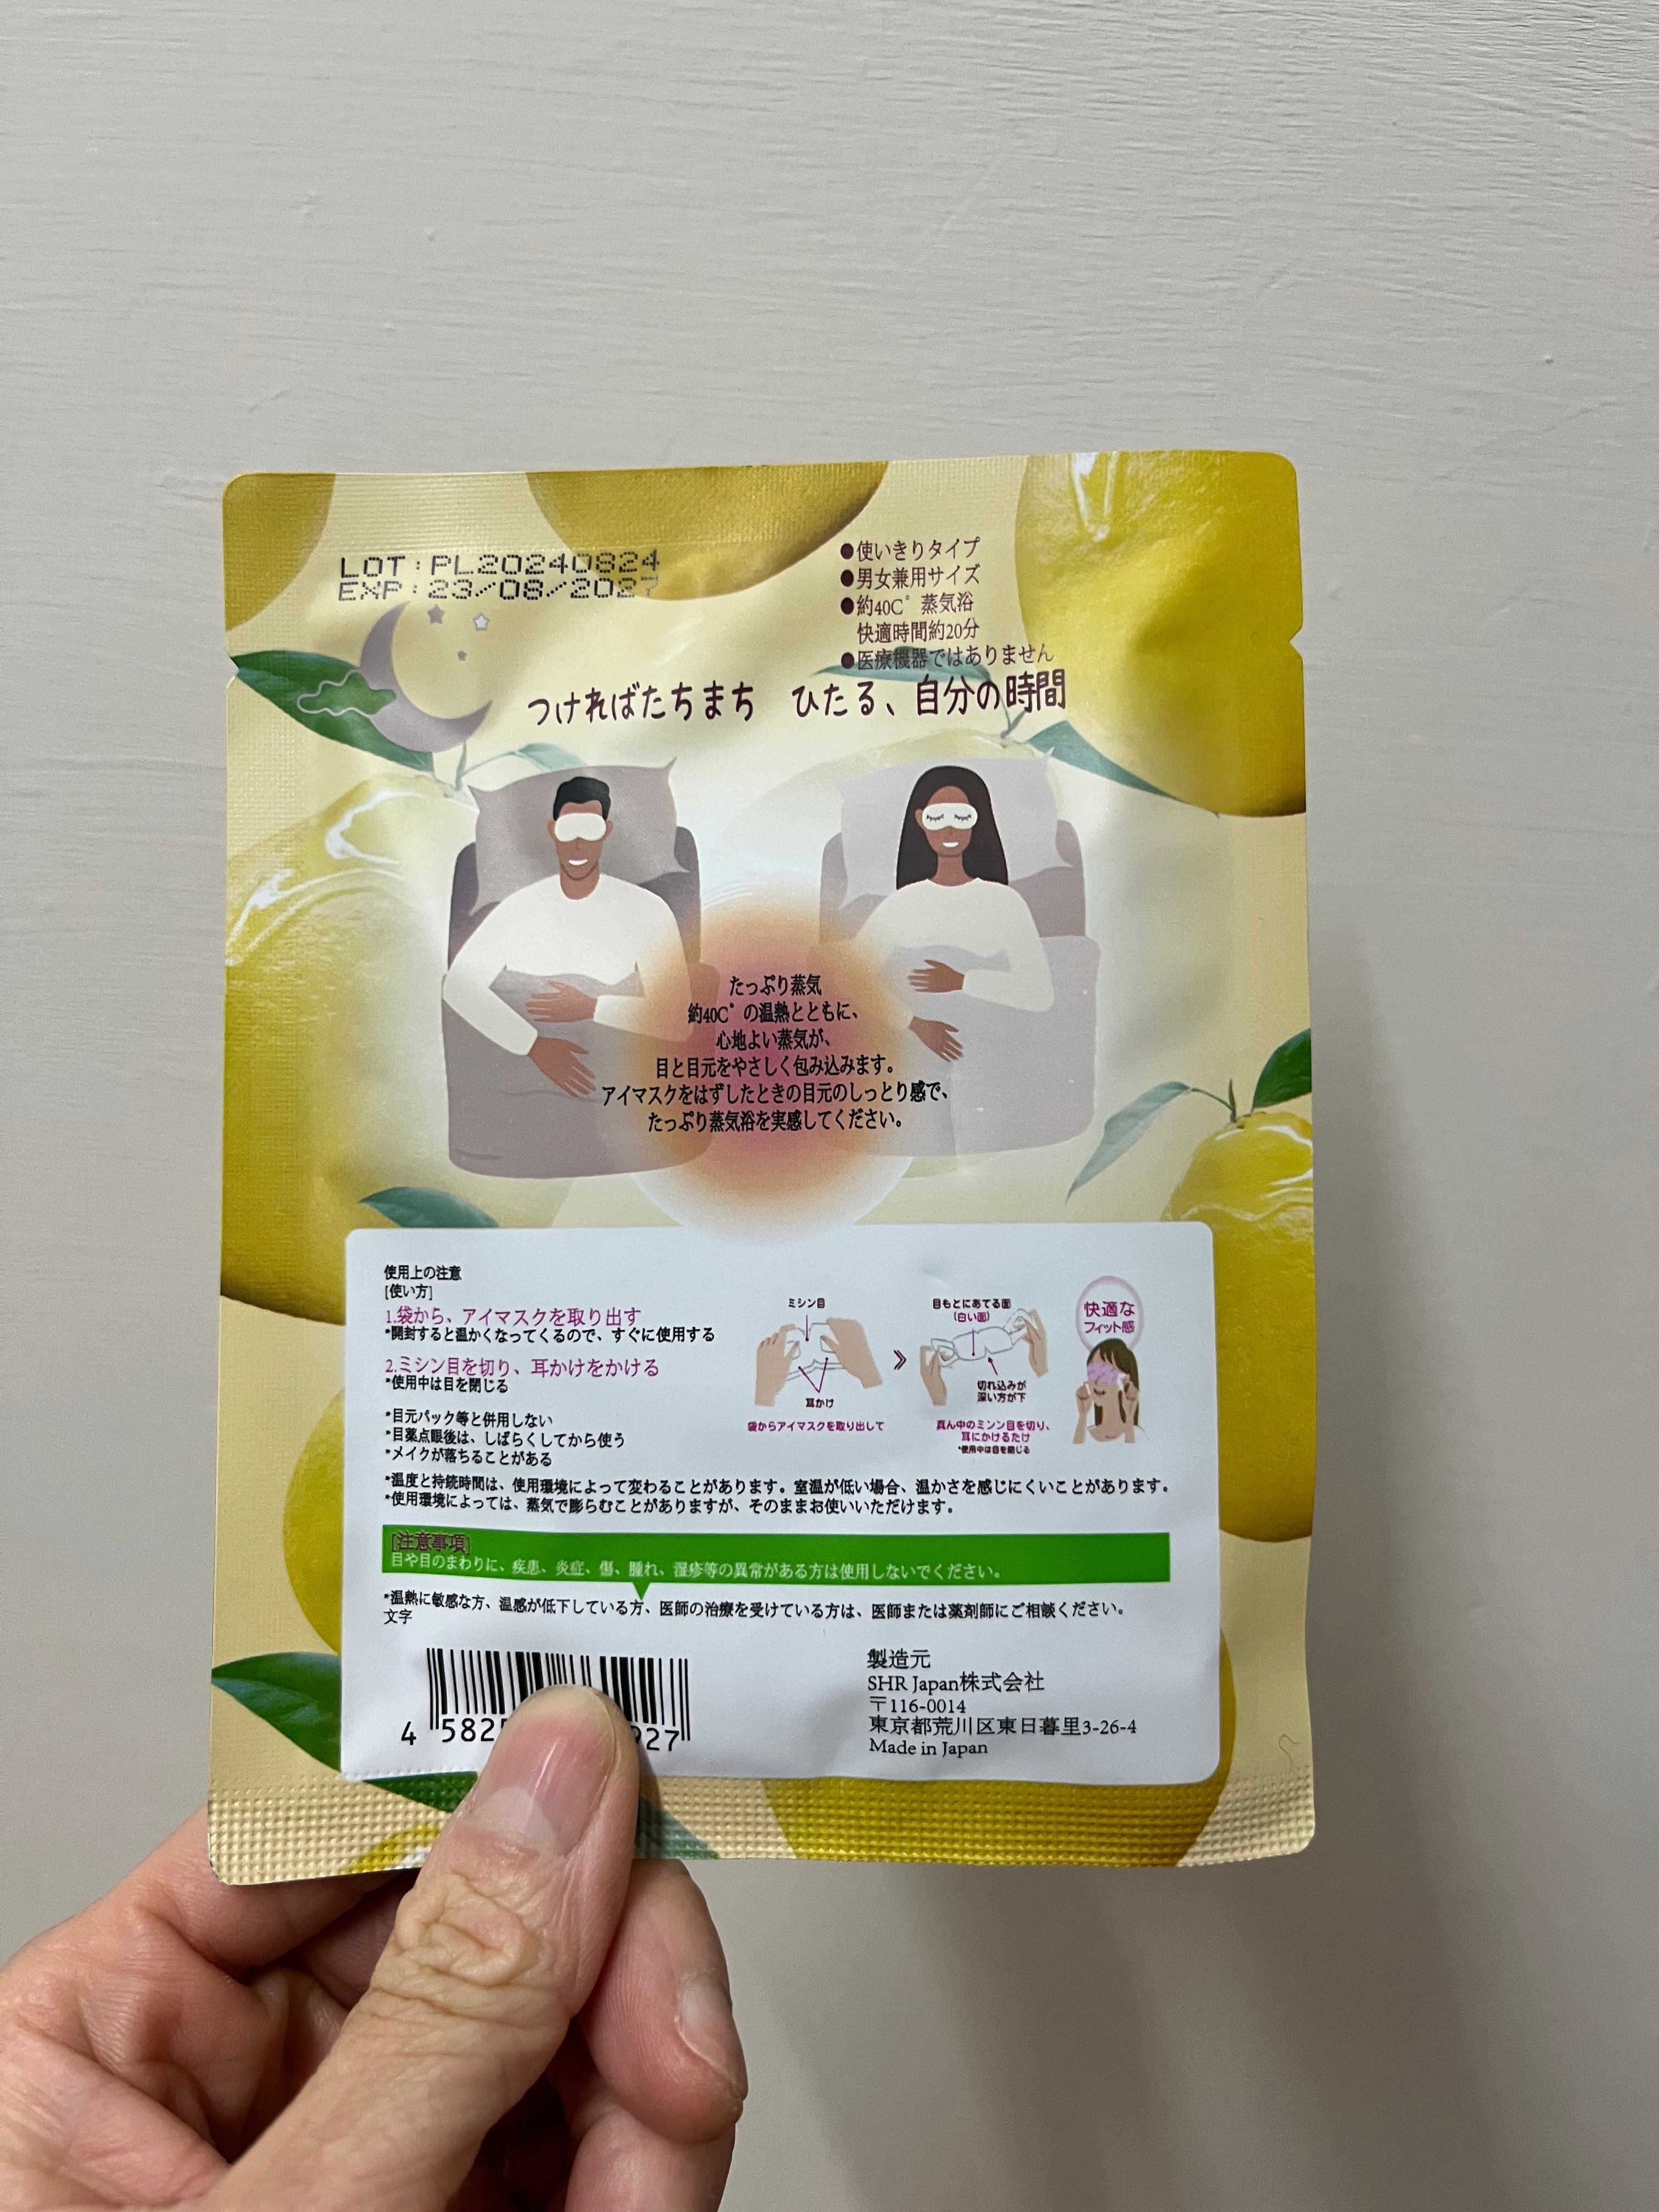 LOT:PL20240824
EXP:23/08/2027
●使いきりタイプ
●男女兼用サイズ
●約40C°蒸気浴
快適時間約20分
●医療機器ではありません
つければたちまち ひたる、自分の時間
たっぷり蒸気
約40C°の温熱とともに、
心地よい蒸気が、
目と目元をやさしく包み込みます。
アイマスクをはずしたときの目元のしっとり感で、
たっぷり蒸気浴を実感してください。
使用上の注意
[使い方]
1.袋から、アイマスクを取り出す
*開封すると温かくなってくるので、すぐに使用する
2.ミシン目を切り、耳かけをかける
*使用中は目を閉じる
*目元パック等と併用しない
*目薬点眼後は、しばらくしてから使う
*メイクが落ちることがある
ミシン目
耳かけ
袋からアイマスクを取り出して
目もとにあてる面
(白い面)
切れ込みが
深い方が下
真ん中のミンン目を切り、
耳にかけるたけ
*使用中は目を閉じる
快適な
フィット感
*温度と持続時間は、使用環境によって変わることがあります。室温が低い場合、温かさを感じにくいことがあります。
*使用環境によっては、蒸気で膨らむことがありますが、そのままお使いいただけます。
[注意事項]
目や目のまわりに、疾患、炎症、傷、腫れ、湿疹等の異常がある方は使用しないでください。
*温熱に敏感な方、温感が低下している方、医師の治療を受けている方は、医師または薬剤師にご相談ください。
文字
4 582 927
製造元
SHR Japan株式会社
〒116-0014
東京都荒川区東日暮里3-26-4
Made in Japan